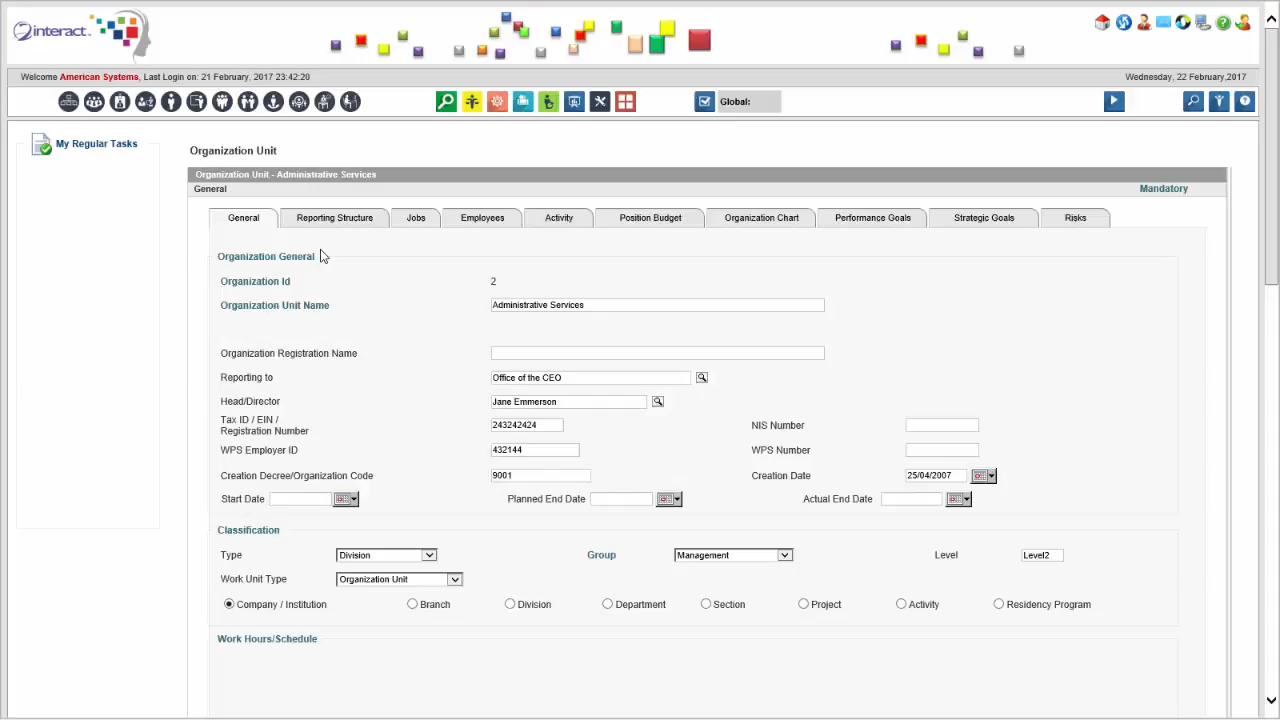 interact
Welcome American Systems, Last Login on: 21 February, 2017 23:42:20
Wednesday, 22 February,2017
Global:
My Regular Tasks
Organization Unit
Organization Unit - Administrative Services
General
Mandatory
General Reporting Structure Jobs Employees Activity Position Budget Organization Chart Performance Goals Strategic Goals Risks
Organization General
Organization Id 2
Organization Unit Name Administrative Services
Organization Registration Name
Reporting to Office of the CEO
Head/Director Jane Emmerson
Tax ID / EIN /
Registration Number 243242424 NIS Number
WPS Employer ID 432144 WPS Number
Creation Decree/Organization Code 9001 Creation Date 25/04/2007
Start Date Planned End Date Actual End Date
Classification
Type Division Group Management Level Level2
Work Unit Type Organization Unit
Company / Institution Branch Division Department Section Project Activity Residency Program
Work Hours/Schedule